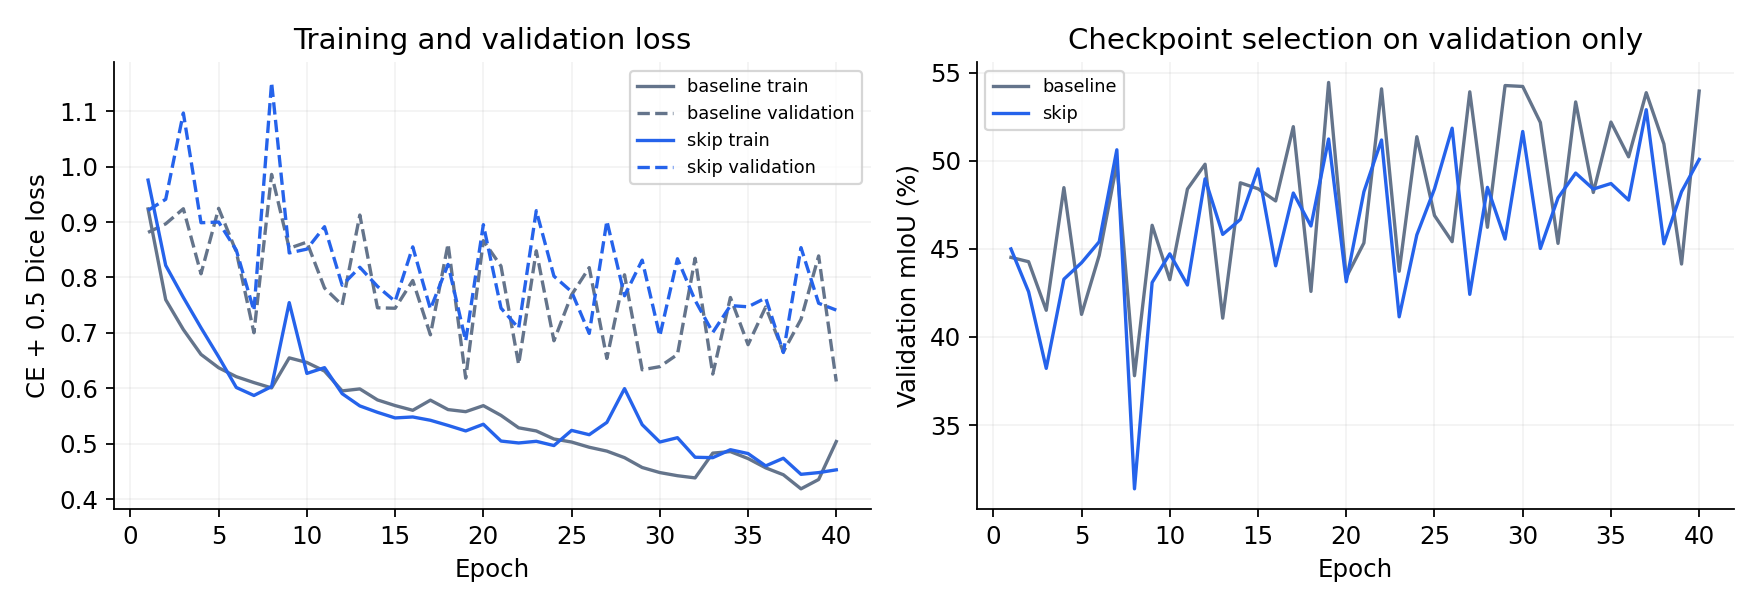 Training and validation loss
CE + 0.5 Dice loss
1.1
1.0
0.9
0.8
0.7
0.6
0.5
0.4
baseline train
baseline validation
skip train
skip validation
0 5 10 15 20 25 30 35 40
Epoch
Checkpoint selection on validation only
Validation mIoU (%)
55
50
45
40
35
baseline
skip
0 5 10 15 20 25 30 35 40
Epoch